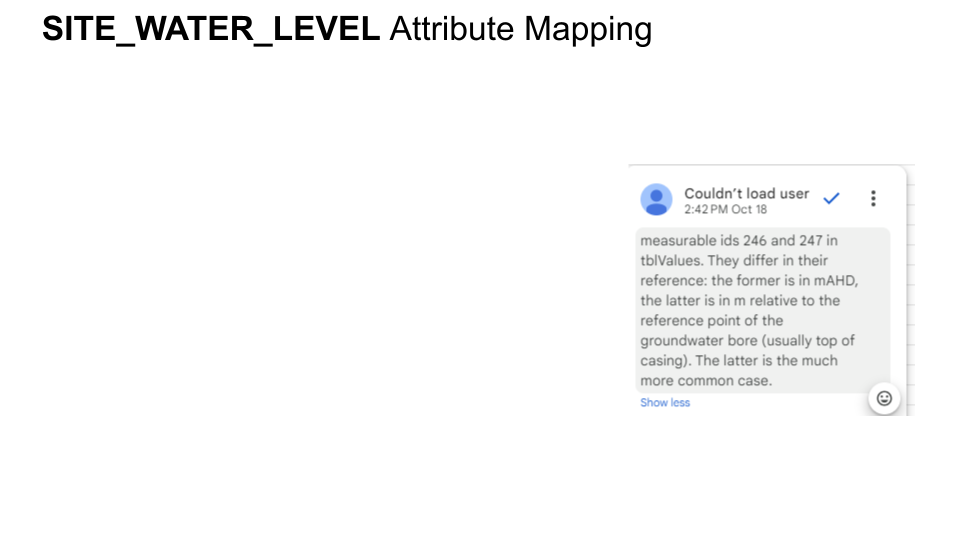 SITE_WATER_LEVEL Attribute Mapping
Couldn't load user
2:42 PM Oct 18
measurable ids 246 and 247 in
tblValues. They differ in their
reference: the former is in mAHD,
the latter is in m relative to the
reference point of the
groundwater bore (usually top of
casing). The latter is the much
more common case.
Show less